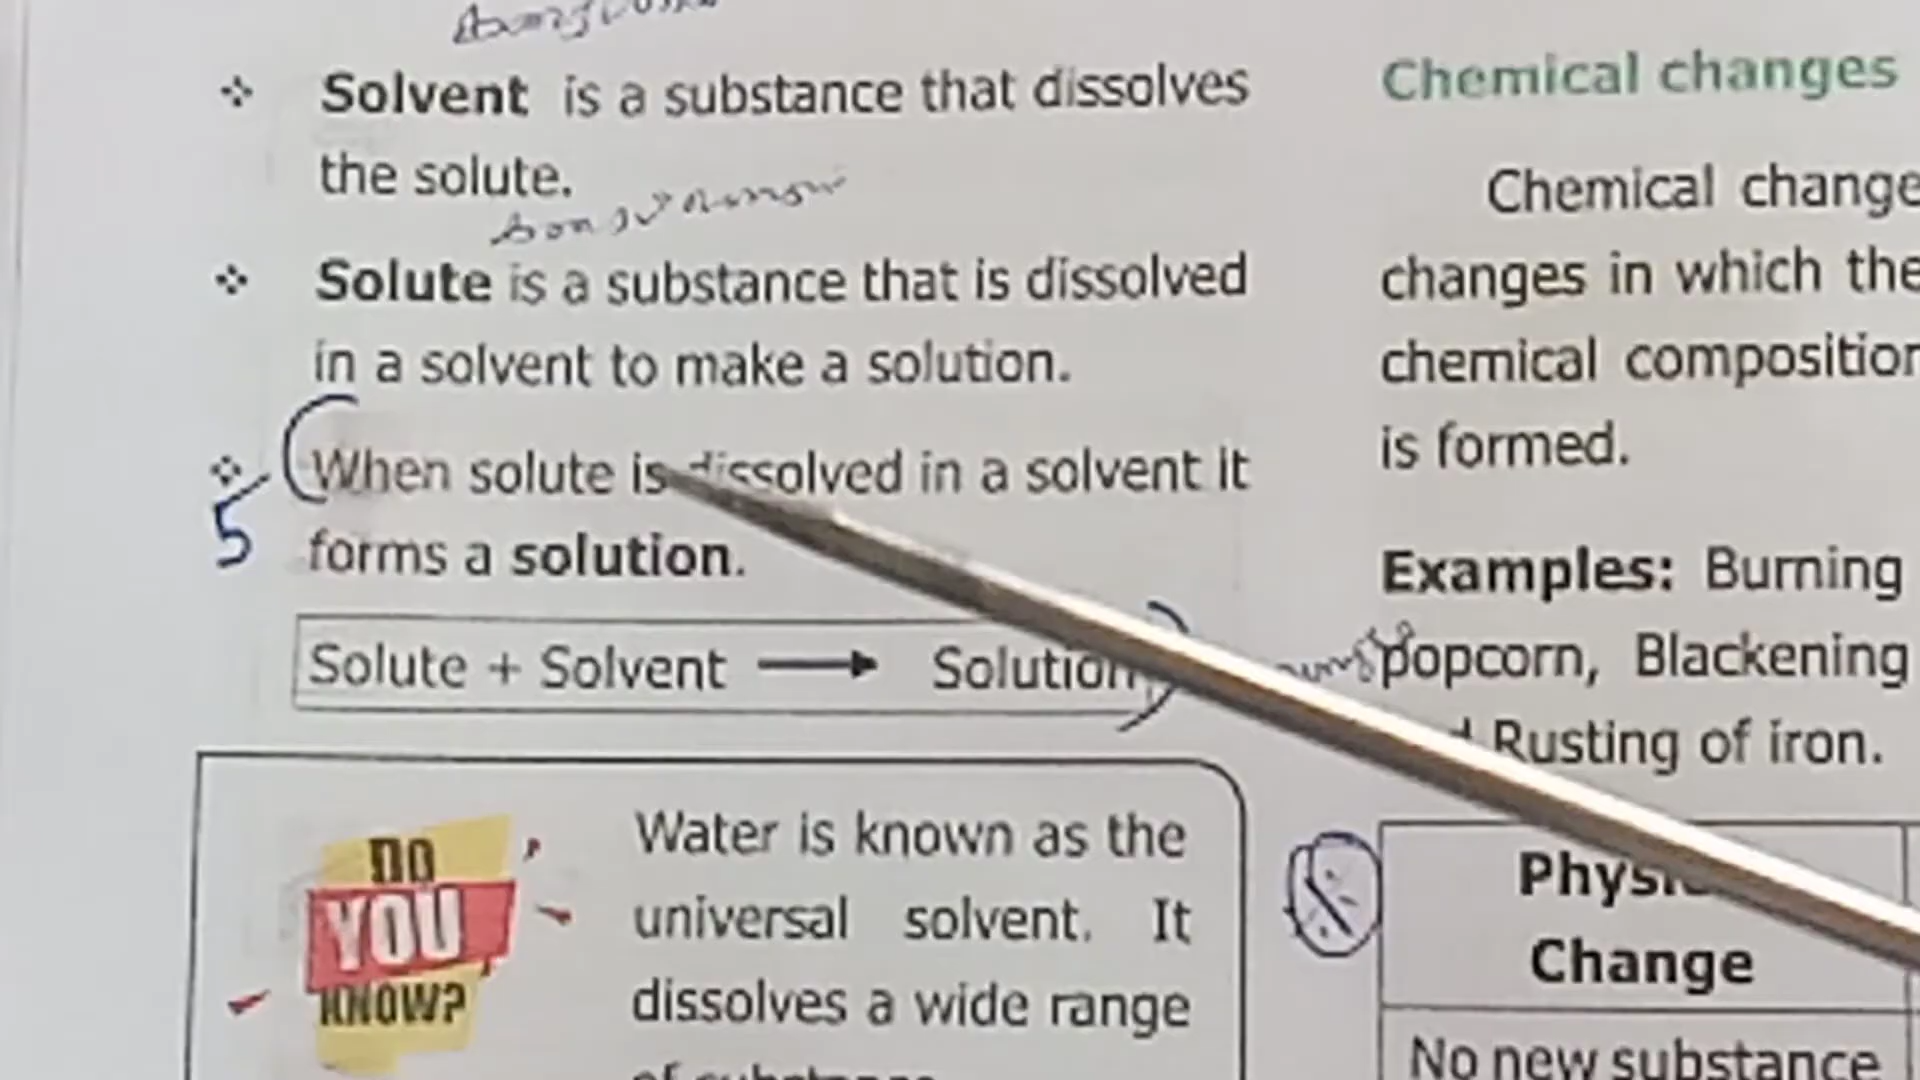 ❖ Solvent is a substance that dissolves
the solute.
❖ Solute is a substance that is dissolved
in a solvent to make a solution.
❖ When solute is dissolved in a solvent it
5
forms a solution.
Solute + Solvent → Solution
DO
YOU
KNOW?
Water is known as the
universal solvent. It
dissolves a wide range
Chemical changes
Chemical change
changes in which the
chemical composition
is formed.
Examples: Burning
popcorn, Blackening
Rusting of iron.
Change
No new substance